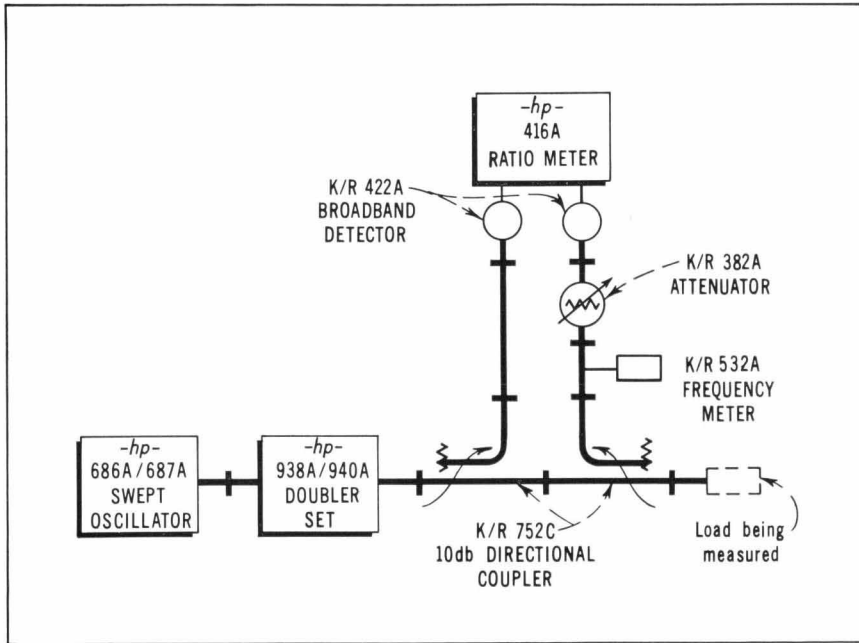 -hp-
416A
RATIO METER
K/R 422A
BROADBAND
DETECTOR
K/R 382A
ATTENUATOR
K/R 532A
FREQUENCY
METER
-hp-
686A/687A
SWEPT
OSCILLATOR
-hp-
938A/940A
DOUBLER
SET
K/R 752C
10db DIRECTIONAL
COUPLER
Load being
measured